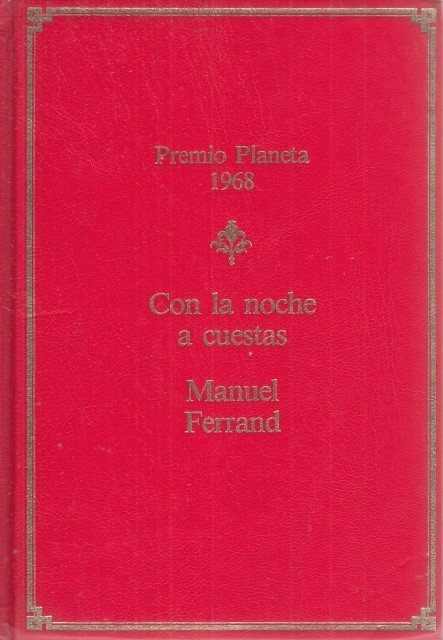 Premio Planeta
1968
Con la noche
a cuestas
Manuel
Ferrand